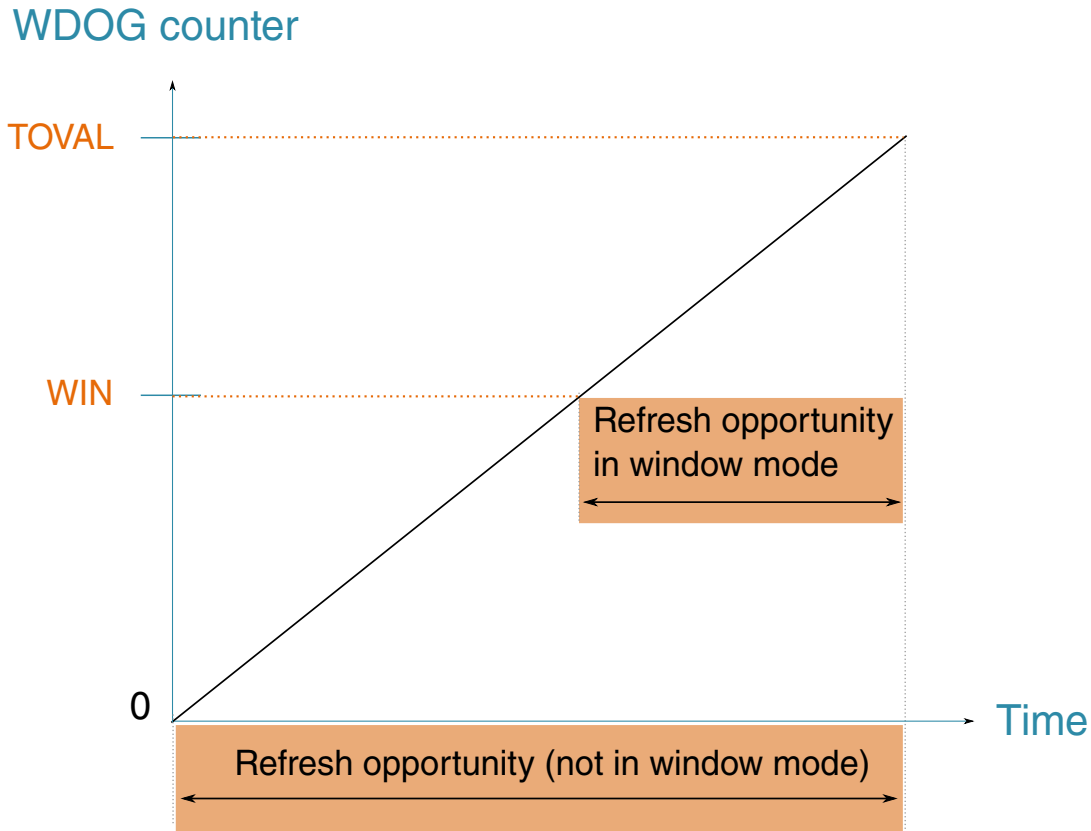 WDOG counter
TOVAL
WIN
Refresh opportunity
in window mode
0
Time
Refresh opportunity (not in window mode)